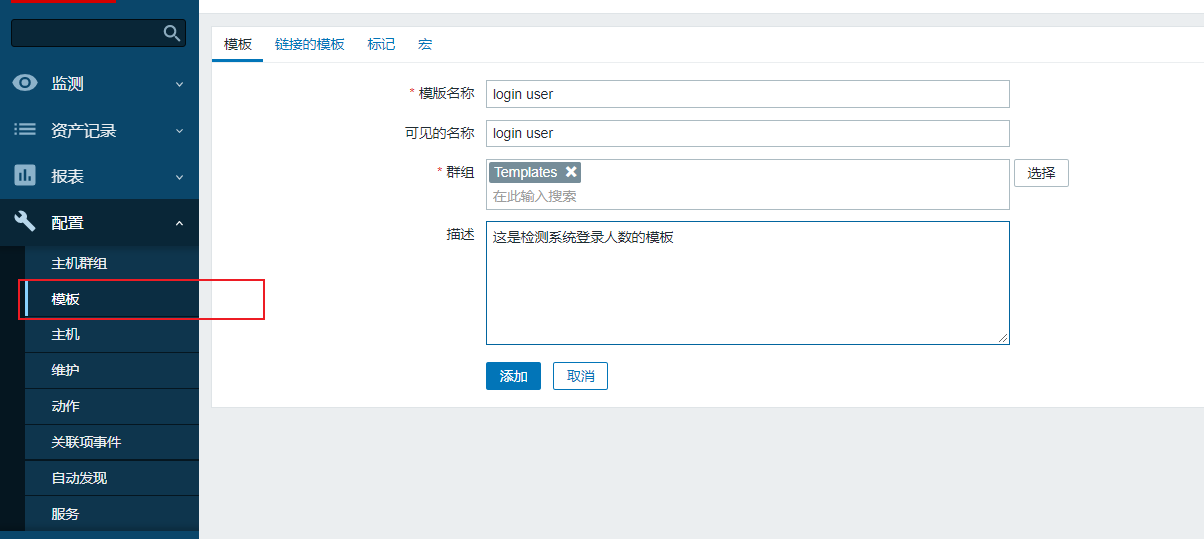 监测
资产记录
报表
配置
主机群组
模板
主机
维护
动作
关联项事件
自动发现
服务
模板 链接的模板 标记 宏
* 模版名称 login user
可见的名称 login user
* 群组 Templates 选择
在此输入搜索
描述 这是检测系统登录人数的模板
添加 取消